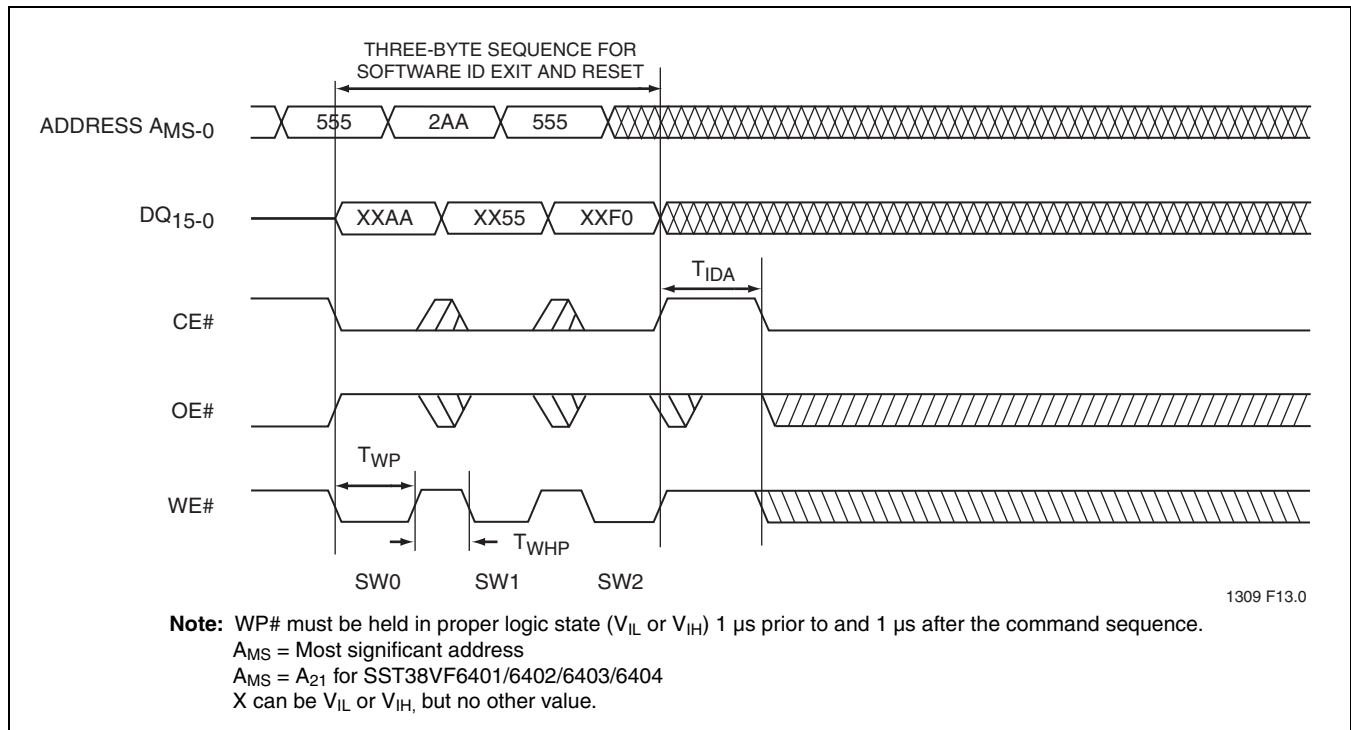 THREE-BYTE SEQUENCE FOR
SOFTWARE ID EXIT AND RESET
ADDRESS AMS-0
555 2AA 555
DQ15-0
XXAA XX55 XXF0
TIDA
CE#
OE#
TWP
WE#
TWHP
SW0 SW1 SW2
1309 F13.0
Note: WP# must be held in proper logic state (VIL or VIH) 1 µs prior to and 1 µs after the command sequence.
AMS = Most significant address
AMS = A21 for SST38VF6401/6402/6403/6404
X can be VIL or VIH, but no other value.